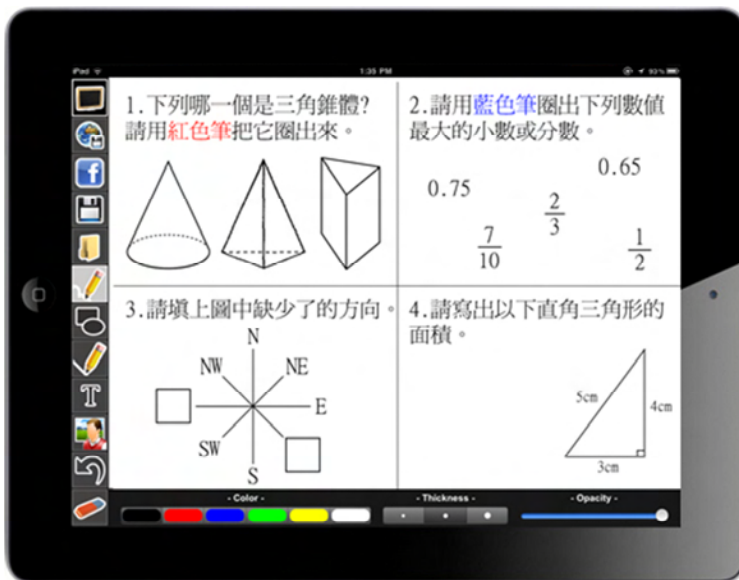 iPad
1:35 PM
93%
1.下列哪一個是三角錐體?
請用紅色筆把它圈出來。
2.請用藍色筆圈出下列數值
最大的小數或分數。
0.75
0.65
7/10
2/3
1/2
3.請填上圖中缺少了的方向。
N
NW
NE
E
SW
S
4.請寫出以下直角三角形的
面積。
5cm
4cm
3cm
f
T
- Color -
- Thickness -
- Opacity -